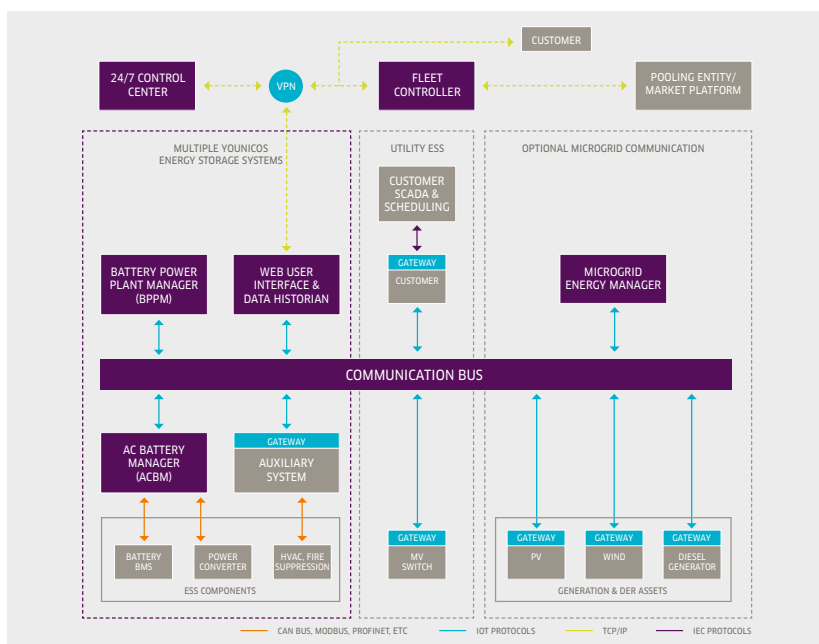 CUSTOMER
24/7 CONTROL
CENTER
VPN
FLEET
CONTROLLER
POOLING ENTITY/
MARKET PLATFORM
MULTIPLE YOUNICOS
ENERGY STORAGE SYSTEMS
UTILITY ESS
OPTIONAL MICROGRID COMMUNICATION
CUSTOMER
SCADA &
SCHEDULING
BATTERY POWER
PLANT MANAGER
(BPPM)
WEB USER
INTERFACE &
DATA HISTORIAN
GATEWAY
CUSTOMER
MICROGRID
ENERGY MANAGER
COMMUNICATION BUS
AC BATTERY
MANAGER
(ACBM)
GATEWAY
AUXILIARY
SYSTEM
BATTERY
BMS
POWER
CONVERTER
HVAC, FIRE
SUPPRESSION
ESS COMPONENTS
GATEWAY
MV
SWITCH
GATEWAY
PV
GATEWAY
WIND
GATEWAY
DIESEL
GENERATOR
GENERATION & DER ASSETS
CAN BUS, MODBUS, PROFINET, ETC
IOT PROTOCOLS
TCP/IP
IEC PROTOCOLS